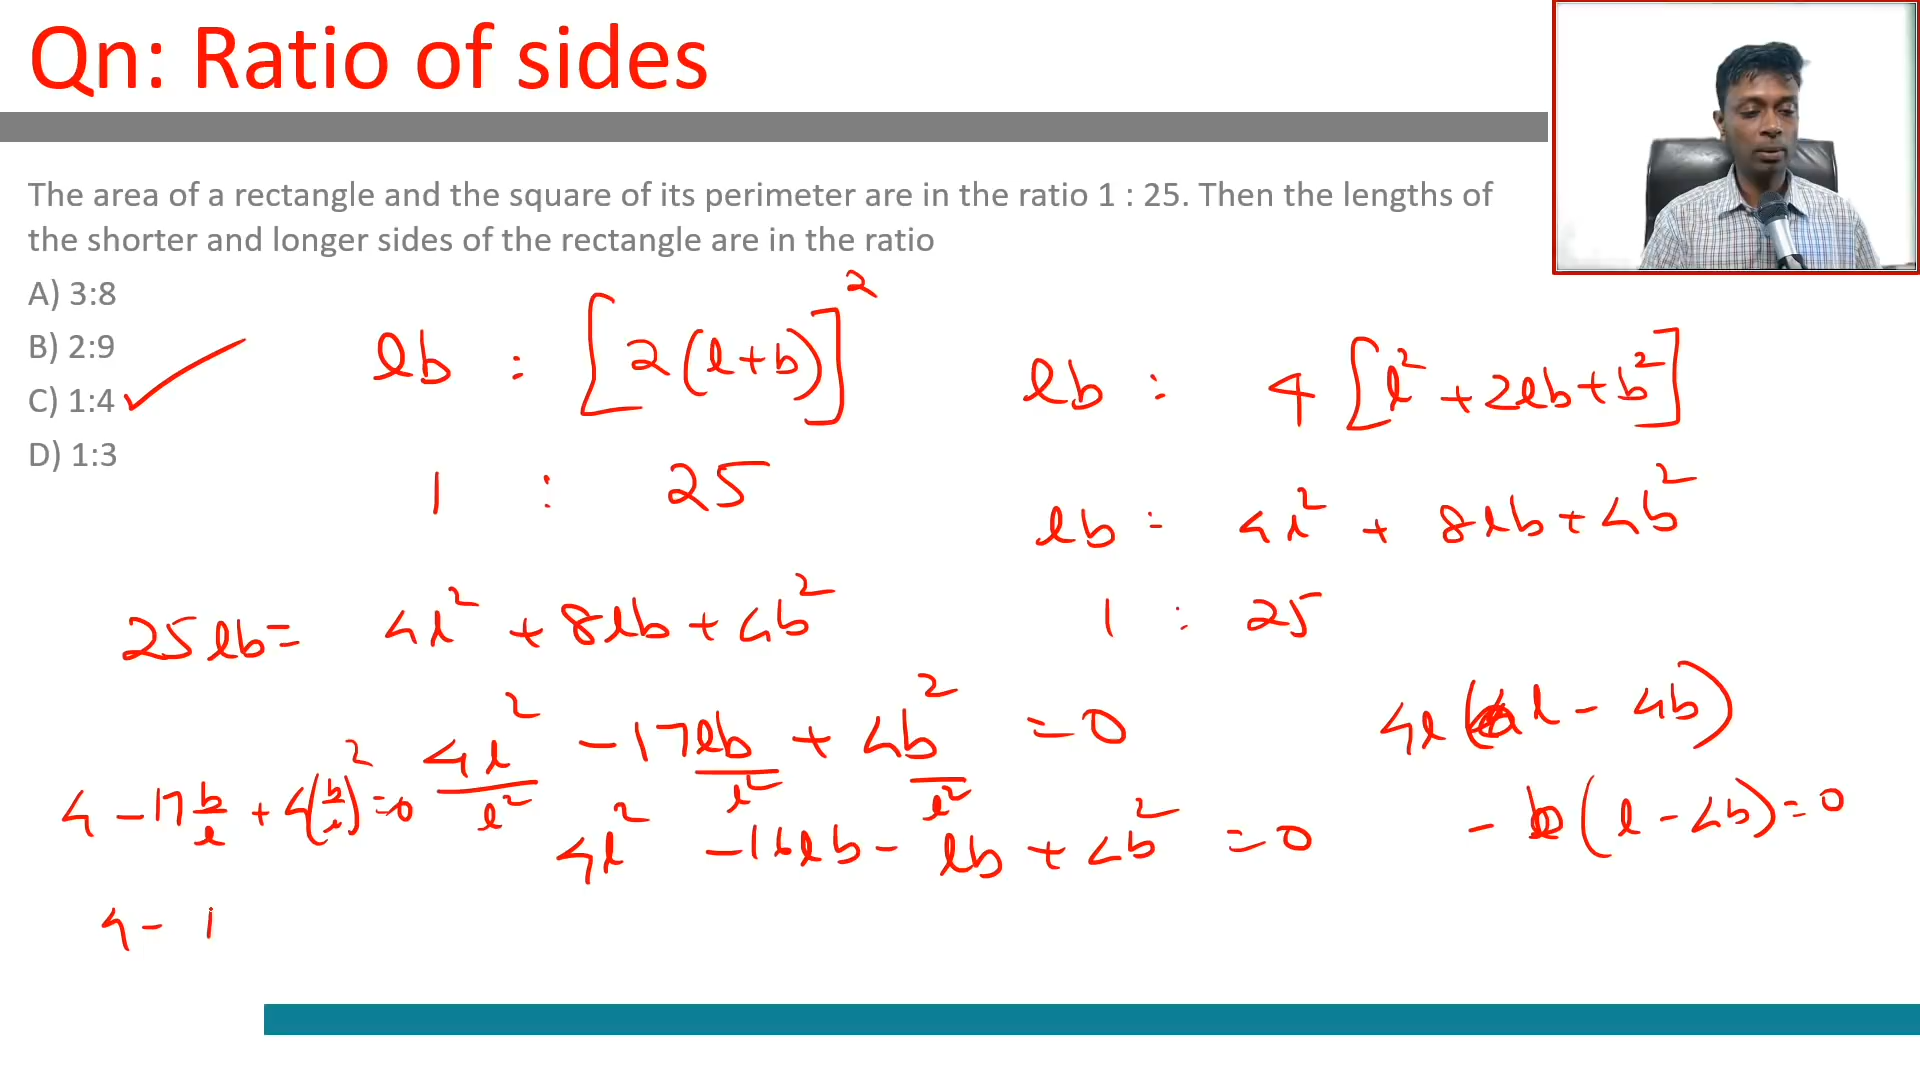 Qn: Ratio of sides
The area of a rectangle and the square of its perimeter are in the ratio 1 : 25. Then the lengths of
the shorter and longer sides of the rectangle are in the ratio
A) 3:8
B) 2:9
C) 1:4 ✓
D) 1:3
lb : [2(l+b)]²
1 : 25
lb : 4[l² + 2lb + b²]
lb : 4l² + 8lb + 4b²
1 : 25
25lb = 4l² + 8lb + 4b²
4l²/l² - 17lb/l² + 4b²/l² = 0
4 - 17 b/l + 4(b/l)² = 0
4l² - 16lb - lb + 4b² = 0
4l(l - 4b)
- b(l - 4b) = 0
4 - 1